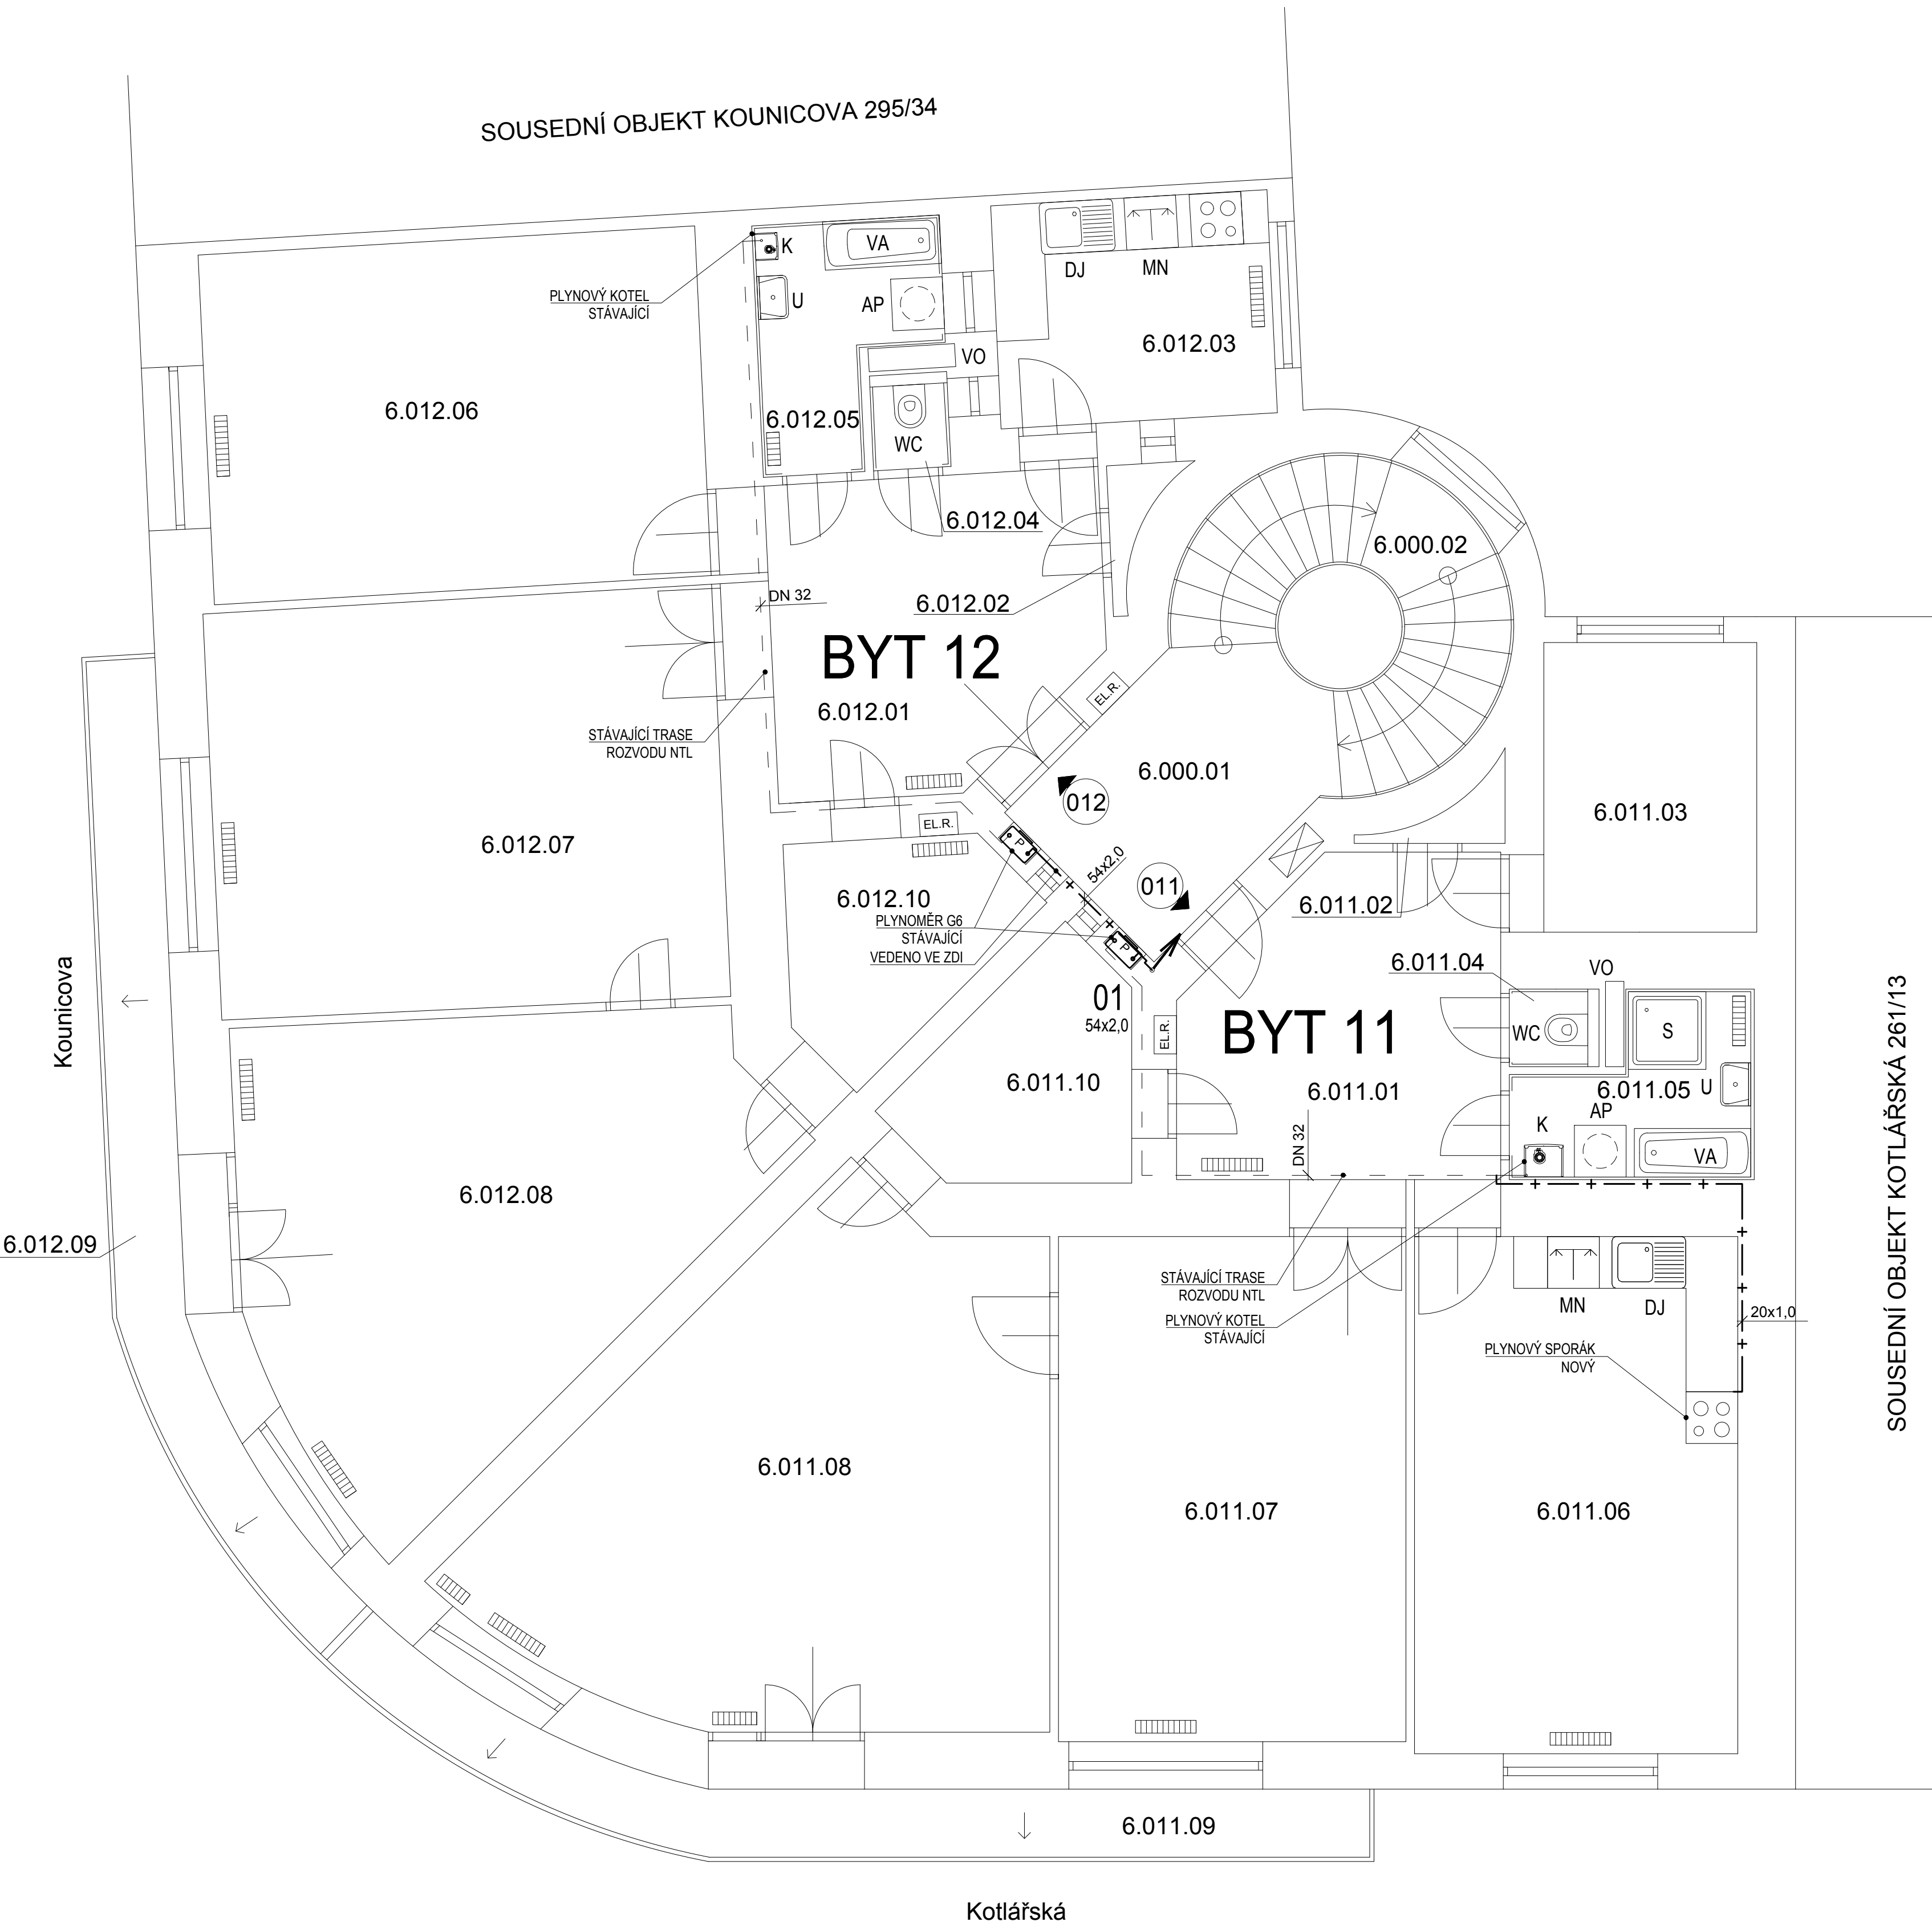 SOUSEDNÍ OBJEKT KOUNICOVA 295/34
K
VA
PLYNOVÝ KOTEL
STÁVAJÍCÍ
U
AP
DJ
MN
VO
6.012.03
6.012.06
6.012.05
WC
6.012.04
6.000.02
DN 32
6.012.02
BYT 12
EL.R.
6.012.01
STÁVAJÍCÍ TRASE
ROZVODU NTL
6.000.01
012
6.011.03
EL.R.
P
6.012.07
54x2,0
011
6.012.10
6.011.02
PLYNOMĚR G6
STÁVAJÍCÍ
VEDENO VE ZDI
P
Kounicova
6.011.04
VO
01
54x2,0
EL.R.
BYT 11
WC
S
SOUSEDNÍ OBJEKT KOTLÁŘSKÁ 261/13
6.011.10
6.011.01
6.011.05
U
AP
K
DN 32
VA
6.012.08
6.012.09
STÁVAJÍCÍ TRASE
ROZVODU NTL
PLYNOVÝ KOTEL
STÁVAJÍCÍ
MN
DJ
20x1,0
PLYNOVÝ SPORÁK
NOVÝ
6.011.08
6.011.07
6.011.06
6.011.09
Kotlářská